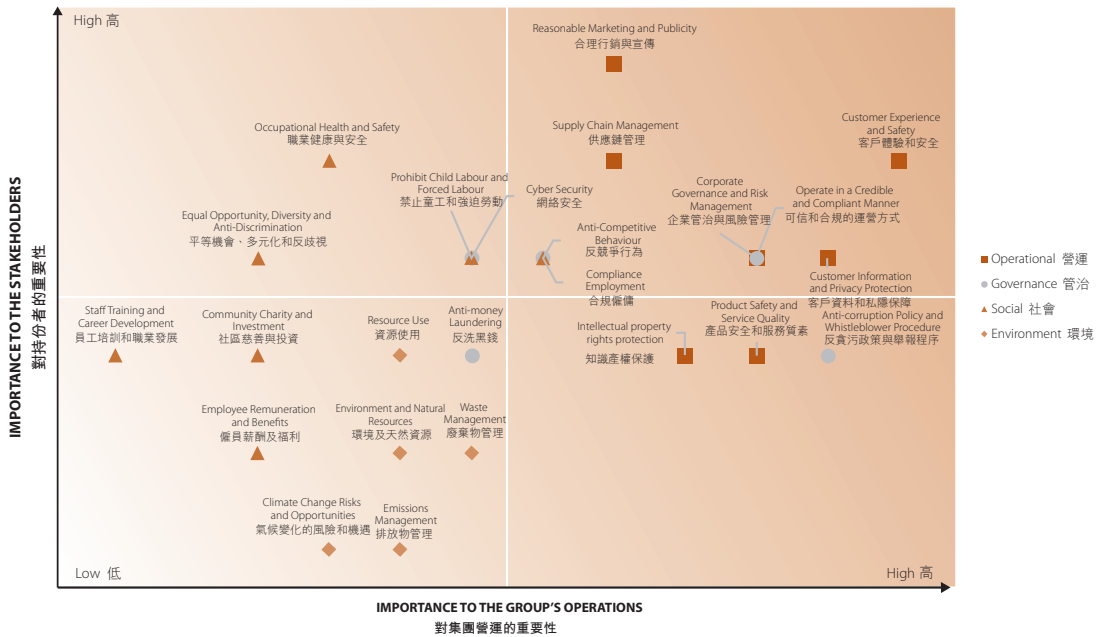 High 高
Reasonable Marketing and Publicity
合理行銷與宣傳
Occupational Health and Safety
職業健康與安全
Supply Chain Management
供應鏈管理
Customer Experience
and Safety
客戶體驗和安全
Prohibit Child Labour and
Forced Labour
禁止童工和強迫勞動
Cyber Security
網絡安全
Corporate
Governance and Risk
Management
企業管治與風險管理
Operate in a Credible
and Compliant Manner
可信和合規的運營方式
Equal Opportunity, Diversity and
Anti-Discrimination
平等機會、多元化和反歧視
Anti-Competitive
Behaviour
反競爭行為
Compliance
Employment
合規僱傭
Customer Information
and Privacy Protection
客戶資料和私隱保障
Staff Training and
Career Development
員工培訓和職業發展
Community Charity and
Investment
社區慈善與投資
Resource Use
資源使用
Anti-money
Laundering
反洗黑錢
Intellectual property
rights protection
知識產權保護
Product Safety and
Service Quality
產品安全和服務質素
Anti-corruption Policy and
Whistleblower Procedure
反貪污政策與舉報程序
Employee Remuneration
and Benefits
僱員薪酬及福利
Environment and Natural
Resources
環境及天然資源
Waste
Management
廢棄物管理
Climate Change Risks
and Opportunities
氣候變化的風險和機遇
Emissions
Management
排放物管理
Low 低
High 高
IMPORTANCE TO THE STAKEHOLDERS
對持份者的重要性
IMPORTANCE TO THE GROUP'S OPERATIONS
對集團營運的重要性
Operational 營運
Governance 管治
Social 社會
Environment 環境